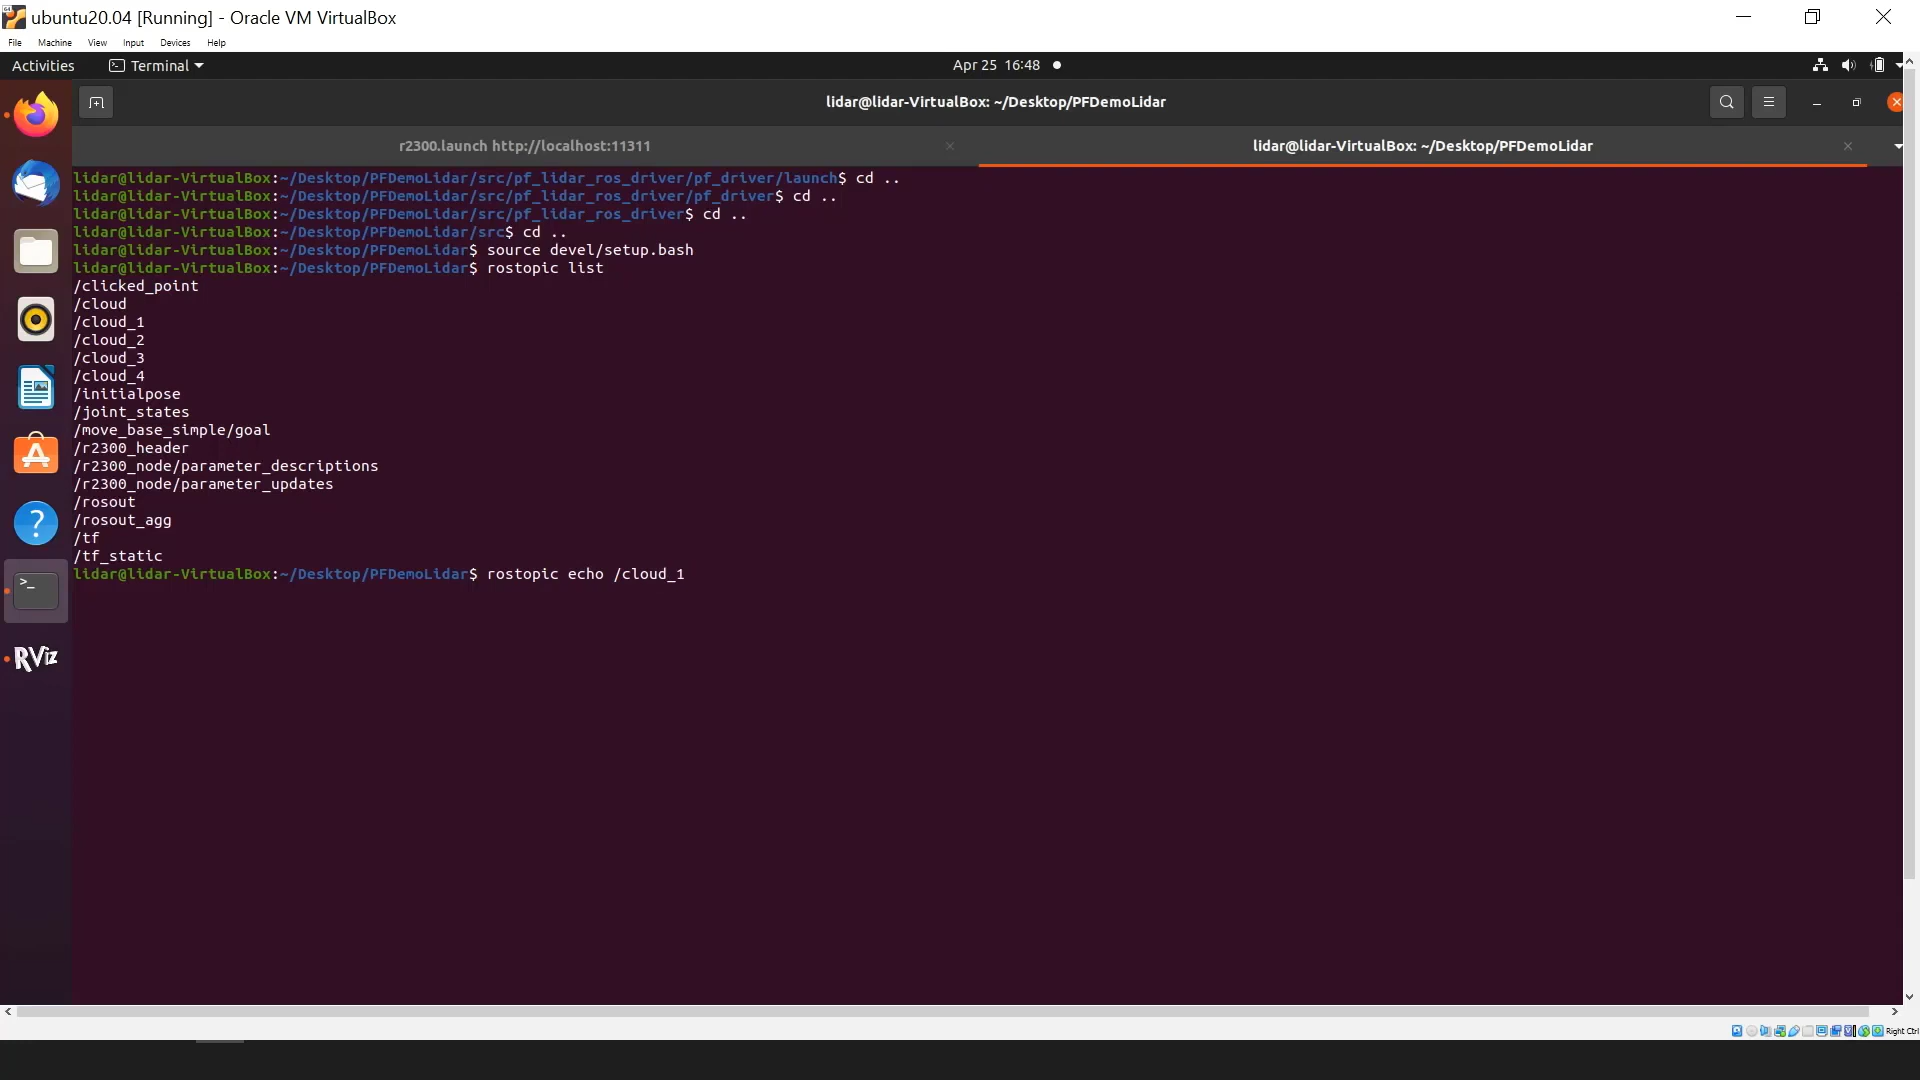 ubuntu20.04 [Running] - Oracle VM VirtualBox
File Machine View Input Devices Help
Activities Terminal Apr 25 16:48
lidar@lidar-VirtualBox: ~/Desktop/PFDemoLidar
r2300.launch http://localhost:11311 lidar@lidar-VirtualBox: ~/Desktop/PFDemoLidar
lidar@lidar-VirtualBox:~/Desktop/PFDemoLidar/src/pf_lidar_ros_driver/pf_driver/launch$ cd ..
lidar@lidar-VirtualBox:~/Desktop/PFDemoLidar/src/pf_lidar_ros_driver/pf_driver$ cd ..
lidar@lidar-VirtualBox:~/Desktop/PFDemoLidar/src/pf_lidar_ros_driver$ cd ..
lidar@lidar-VirtualBox:~/Desktop/PFDemoLidar/src$ cd ..
lidar@lidar-VirtualBox:~/Desktop/PFDemoLidar$ source devel/setup.bash
lidar@lidar-VirtualBox:~/Desktop/PFDemoLidar$ rostopic list
/clicked_point
/cloud
/cloud_1
/cloud_2
/cloud_3
/cloud_4
/initialpose
/joint_states
/move_base_simple/goal
/r2300_header
/r2300_node/parameter_descriptions
/r2300_node/parameter_updates
/rosout
/rosout_agg
/tf
/tf_static
lidar@lidar-VirtualBox:~/Desktop/PFDemoLidar$ rostopic echo /cloud_1
RViz
Right Ctrl